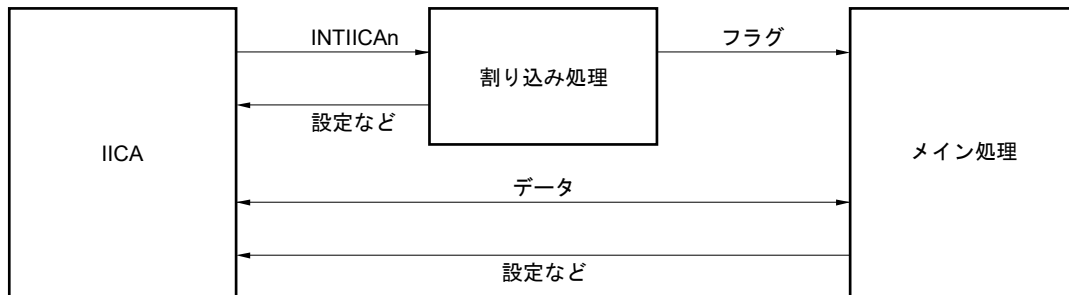 INTIICAn
フラグ
割り込み処理
設定など
IICA
メイン処理
データ
設定など